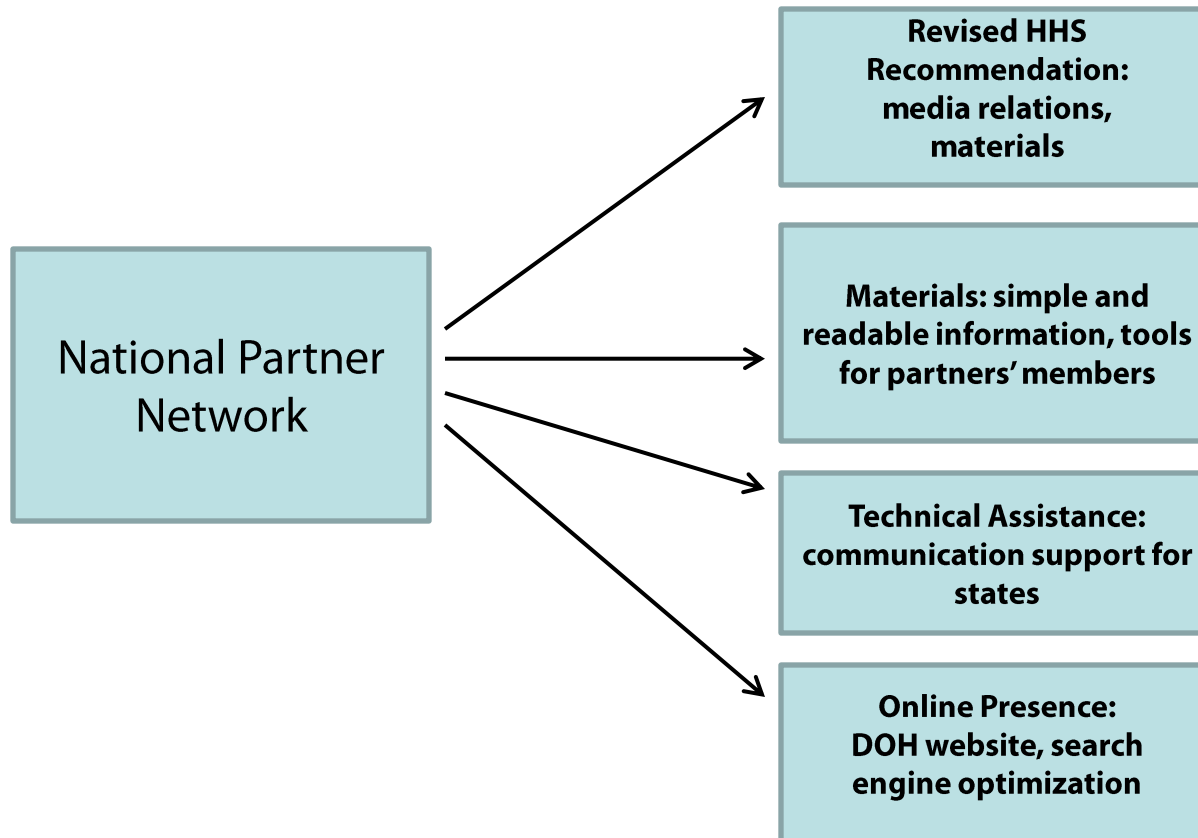 National Partner
Network
Revised HHS
Recommendation:
media relations,
materials
Materials: simple and
readable information, tools
for partners’ members
Technical Assistance:
communication support for
states
Online Presence:
DOH website, search
engine optimization